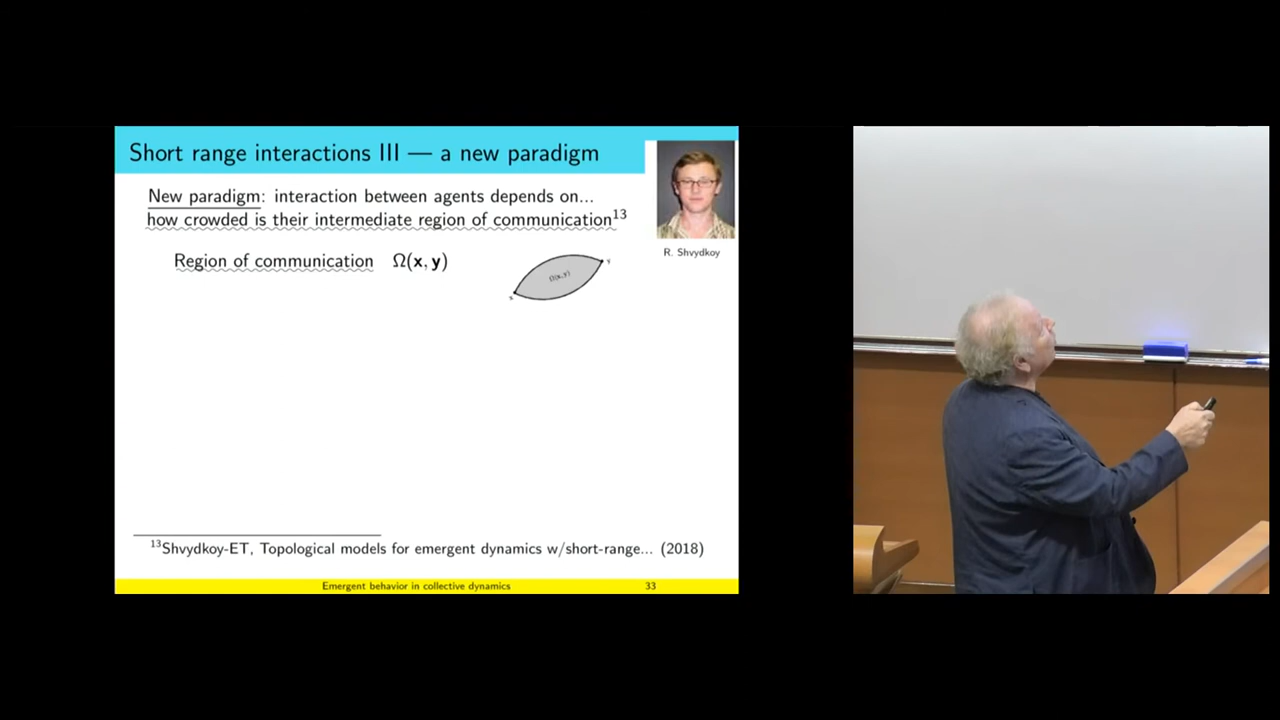 Short range interactions III — a new paradigm
New paradigm: interaction between agents depends on...
how crowded is their intermediate region of communication¹³
R. Shvydkoy
Region of communication Ω(x, y)
Ω(x,y)
Y
X
¹³Shvydkoy-ET, Topological models for emergent dynamics w/short-range... (2018)
Emergent behavior in collective dynamics 33